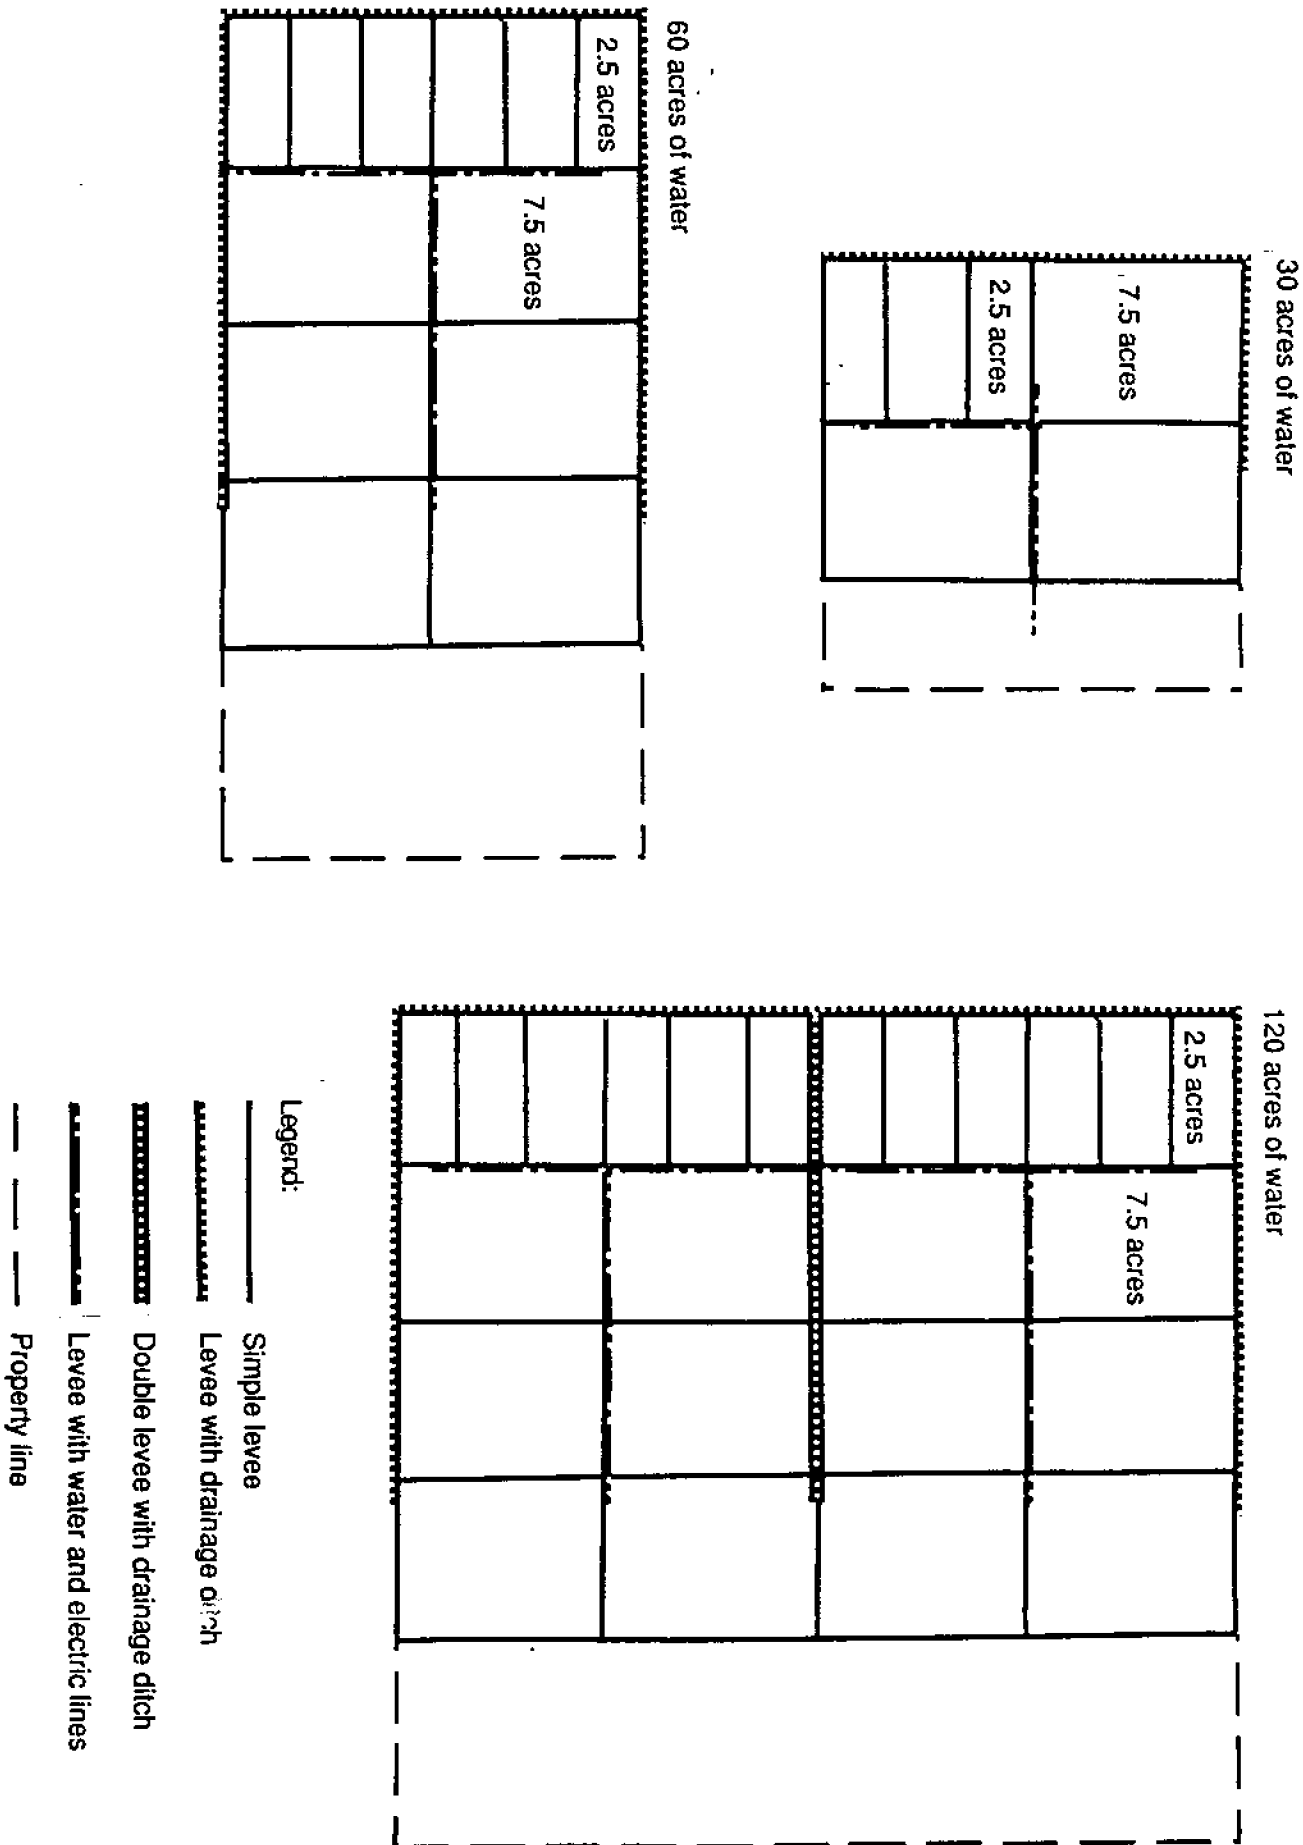 30 acres of water
7.5 acres
2.5 acres
60 acres of water
2.5 acres
7.5 acres
120 acres of water
2.5 acres
7.5 acres
Legend:
Simple levee
Levee with drainage ditch
Double levee with drainage ditch
Levee with water and electric lines
Property line